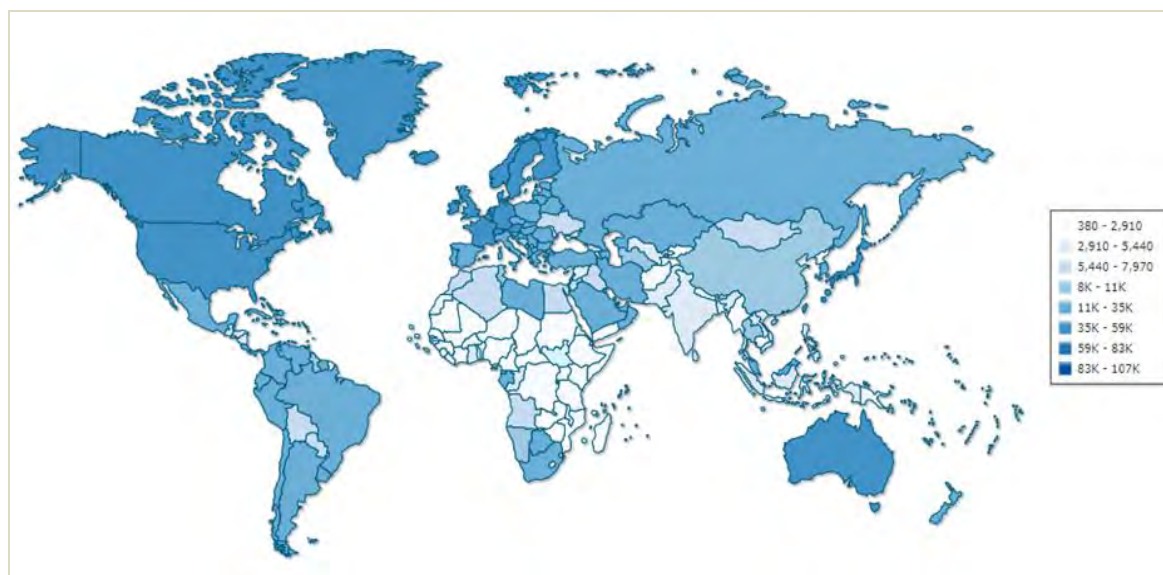 380 - 2,910
2,910 - 5,440
5,440 - 7,970
8K - 11K
11K - 35K
35K - 59K
59K - 83K
83K - 107K